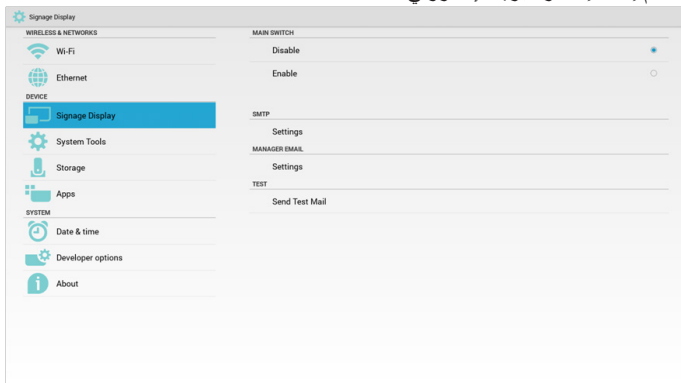 Signage Display
WIRELESS & NETWORKS
Wi-Fi
Ethernet
DEVICE
Signage Display
System Tools
Storage
Apps
SYSTEM
Date & time
Developer options
About
MAIN SWITCH
Disable
Enable
SMTP
Settings
MANAGER EMAIL
Settings
TEST
Send Test Mail